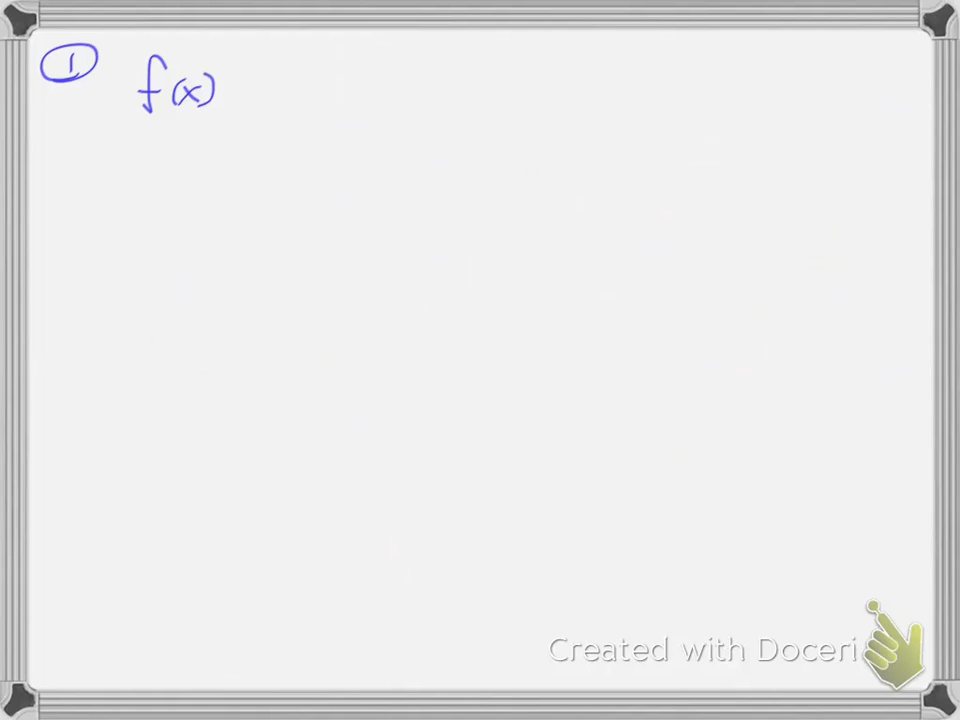 ① f(x)
Created with Doceri